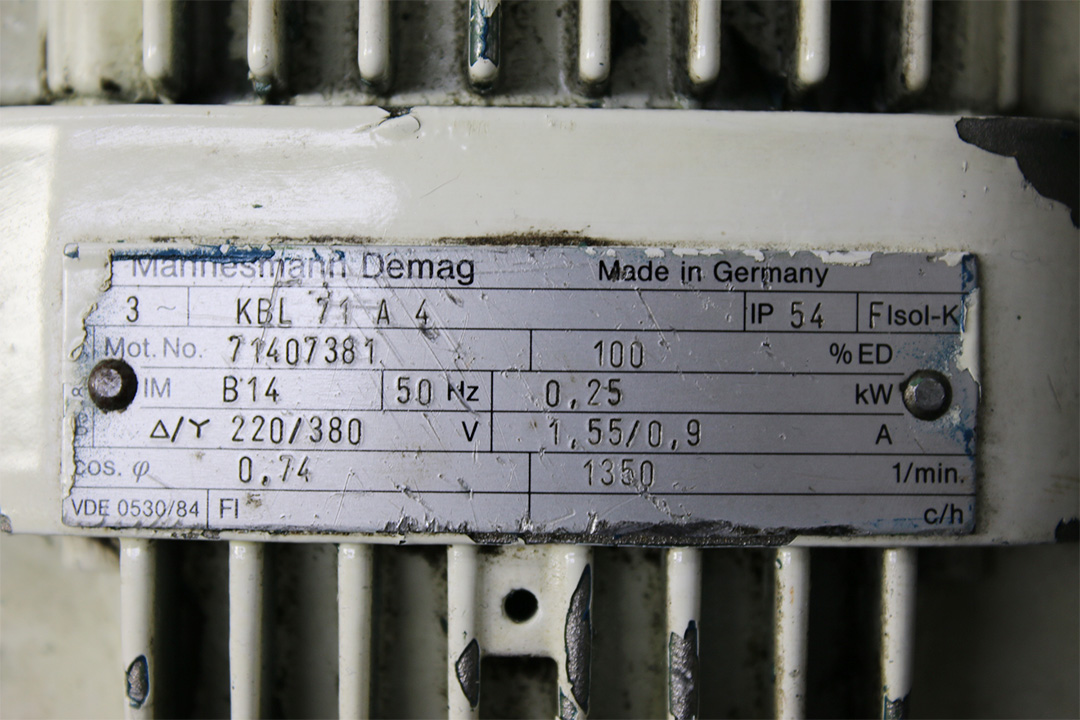 Mannesmann Demag Made in Germany
3 ~ KBL 71 A 4 IP 54 F Isol-K
Mot. No. 71407381 100 % ED
IM B 14 50 Hz 0,25 kW
Δ/Y 220/380 V 1,55/0,9 A
cos. φ 0,74 1350 1/min.
VDE 0530/84 FI c/h